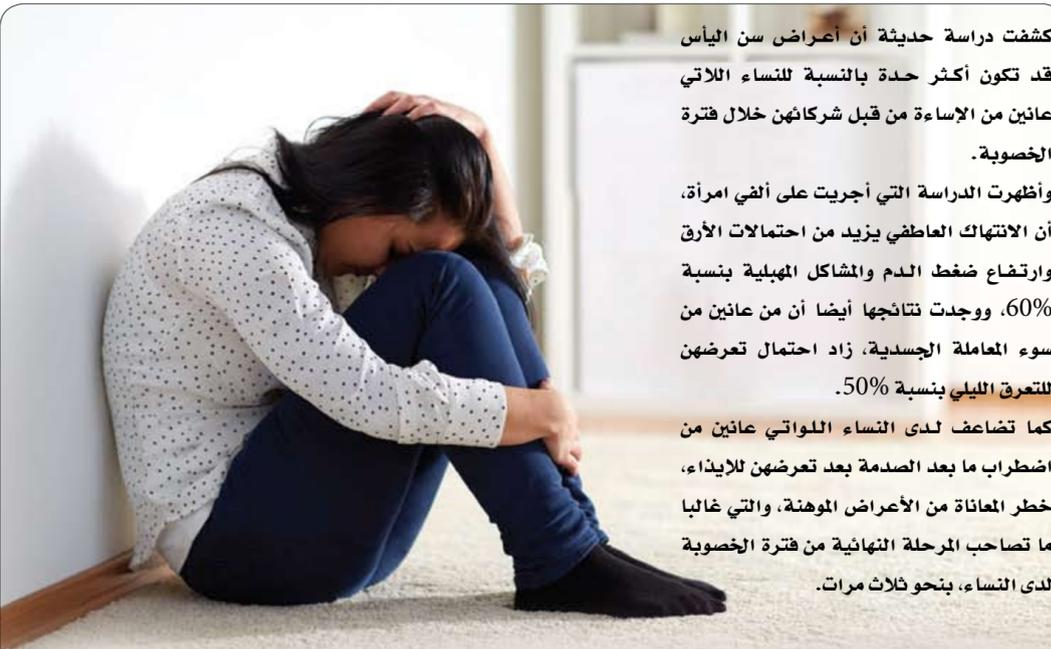 كشفت دراسة حديثة أن أعراض سن اليأس
قد تكون أكثر حدة بالنسبة للنساء اللاتي
عانين من الإساءة من قبل شركائهن خلال فترة
الخصوبة.
وأظهرت الدراسة التي أجريت على ألفي امرأة،
أن الانتهاك العاطفي يزيد من احتمالات الأرق
وارتفاع ضغط الدم والمشاكل المهبلية بنسبة
60%، ووجدت نتائجها أيضا أن من عانين من
سوء المعاملة الجسدية، زاد احتمال تعرضهن
للتعرق الليلي بنسبة 50%.
كما تضاعف لدى النساء اللواتي عانين من
اضطراب ما بعد الصدمة بعد تعرضهن للإيذاء،
خطر المعاناة من الأعراض الموهنة، والتي غالبا
ما تصاحب المرحلة النهائية من فترة الخصوبة
لدى النساء، بنحو ثلاث مرات.